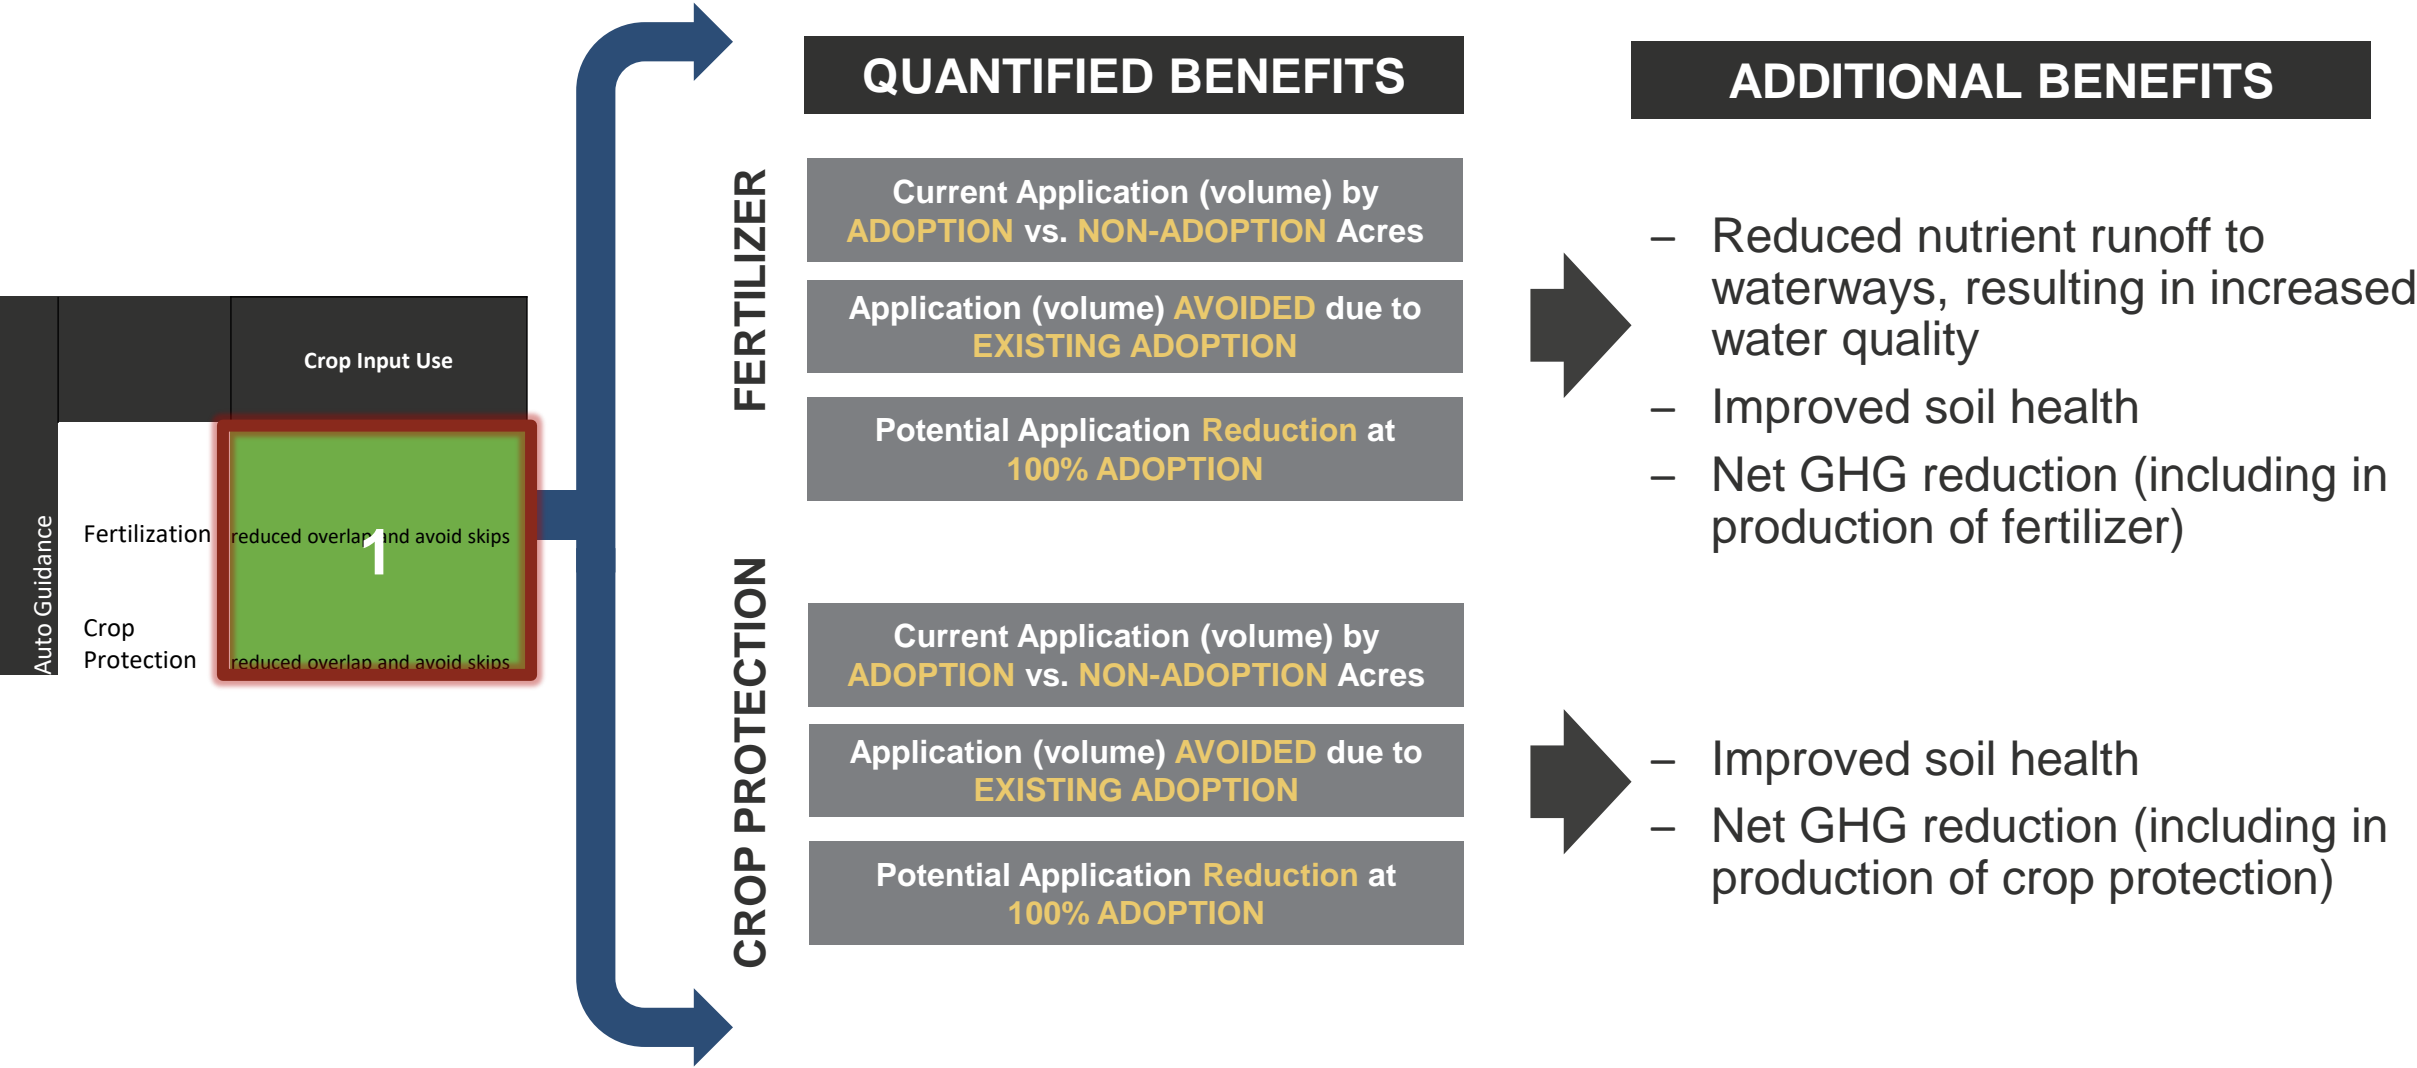 Crop Input Use
Auto Guidance
Fertilization
reduced overlap and avoid skips
1
Crop
Protection
reduced overlap and avoid skips
QUANTIFIED BENEFITS
FERTILIZER
Current Application (volume) by
ADOPTION vs. NON-ADOPTION Acres
Application (volume) AVOIDED due to
EXISTING ADOPTION
Potential Application Reduction at
100% ADOPTION
CROP PROTECTION
Current Application (volume) by
ADOPTION vs. NON-ADOPTION Acres
Application (volume) AVOIDED due to
EXISTING ADOPTION
Potential Application Reduction at
100% ADOPTION
ADDITIONAL BENEFITS
– Reduced nutrient runoff to
waterways, resulting in increased
water quality
– Improved soil health
– Net GHG reduction (including in
production of fertilizer)
– Improved soil health
– Net GHG reduction (including in
production of crop protection)